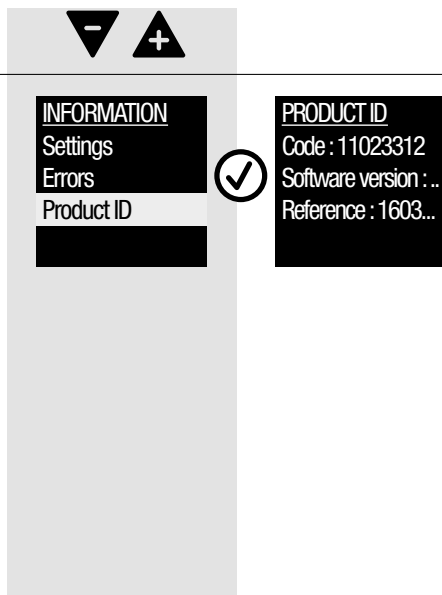 INFORMATION
Settings
Errors
Product ID
PRODUCT ID
Code : 11023312
Software version : ..
Reference : 1603...